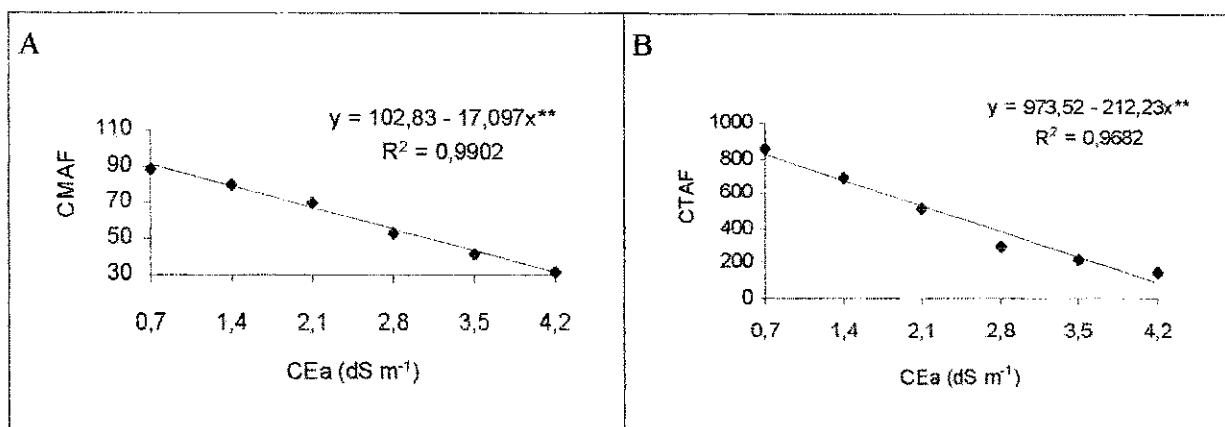 A
y = 102,83 - 17,097x**
R² = 0,9902
CMAF
110
90
70
50
30
0,7 1,4 2,1 2,8 3,5 4,2
CEa (dS m⁻¹)
B
y = 973,52 - 212,23x**
R² = 0,9682
CTAF
1000
800
600
400
200
0
0,7 1,4 2,1 2,8 3,5 4,2
CEa (dS m⁻¹)